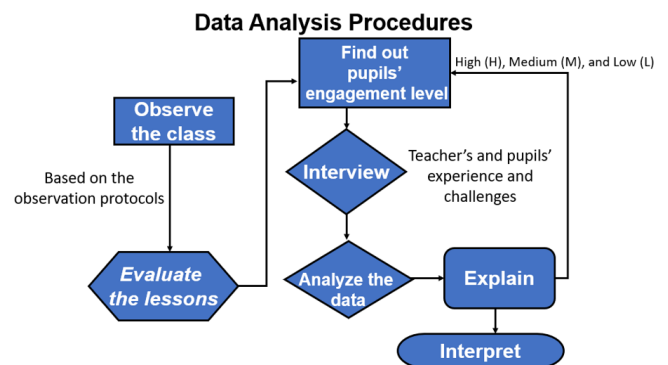 Data Analysis Procedures
Find out
pupils'
engagement level
High (H), Medium (M), and Low (L)
Observe
the class
Based on the
observation protocols
Interview
Teacher's and pupils'
experience and
challenges
Evaluate
the lessons
Analyze the
data
Explain
Interpret